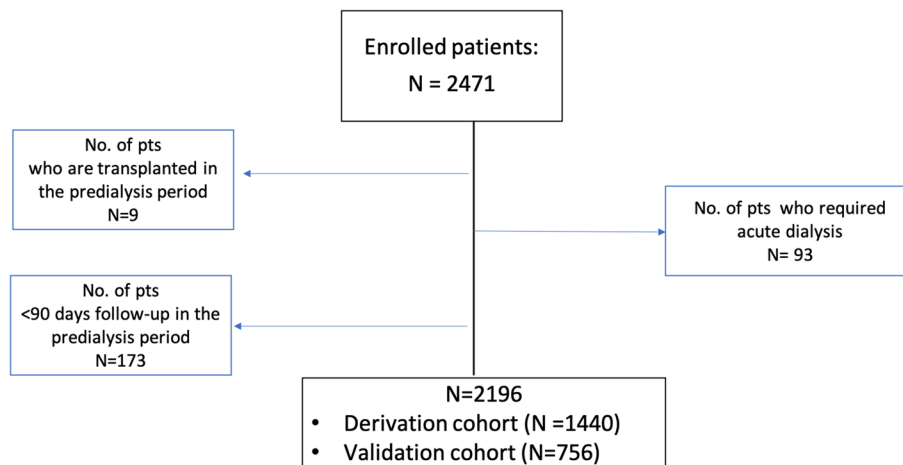 Enrolled patients:
N = 2471
No. of pts
who are transplanted in
the predialysis period
N=9
No. of pts who required
acute dialysis
N= 93
No. of pts
<90 days follow-up in the
predialysis period
N=173
N=2196
• Derivation cohort (N =1440)
• Validation cohort (N=756)